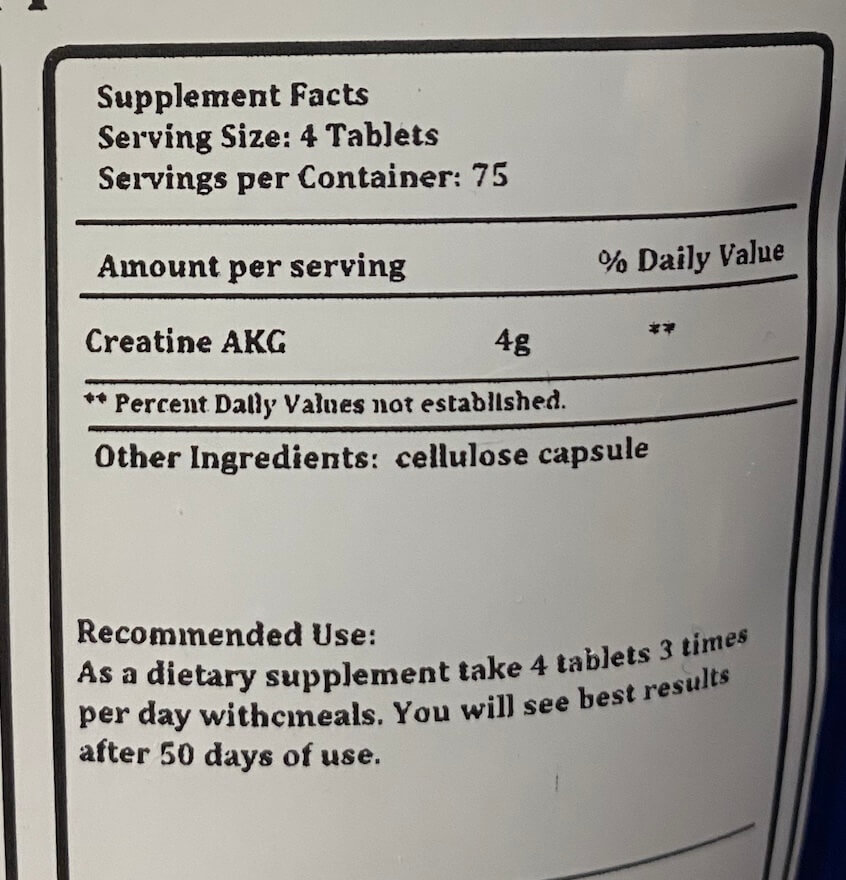 Supplement Facts
Serving Size: 4 Tablets
Servings per Container: 75
Amount per serving % Daily Value
Creatine AKG 4g **
** Percent Daily Values not established.
Other Ingredients: cellulose capsule
Recommended Use:
As a dietary supplement take 4 tablets 3 times
per day withcmeals. You will see best results
after 50 days of use.